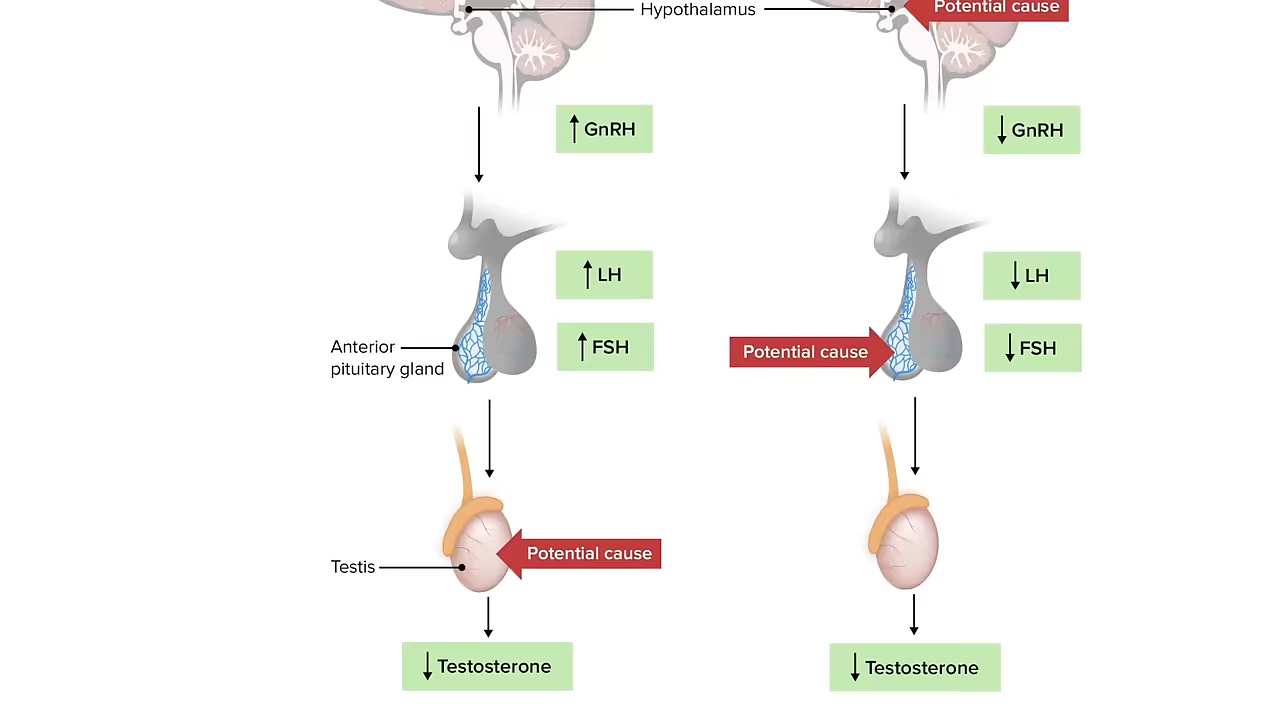 Hypothalamus
Potential cause
↑ GnRH
↓ GnRH
↑ LH
↓ LH
Anterior
pituitary gland
↑ FSH
Potential cause
↓ FSH
Testis
Potential cause
↓ Testosterone
↓ Testosterone